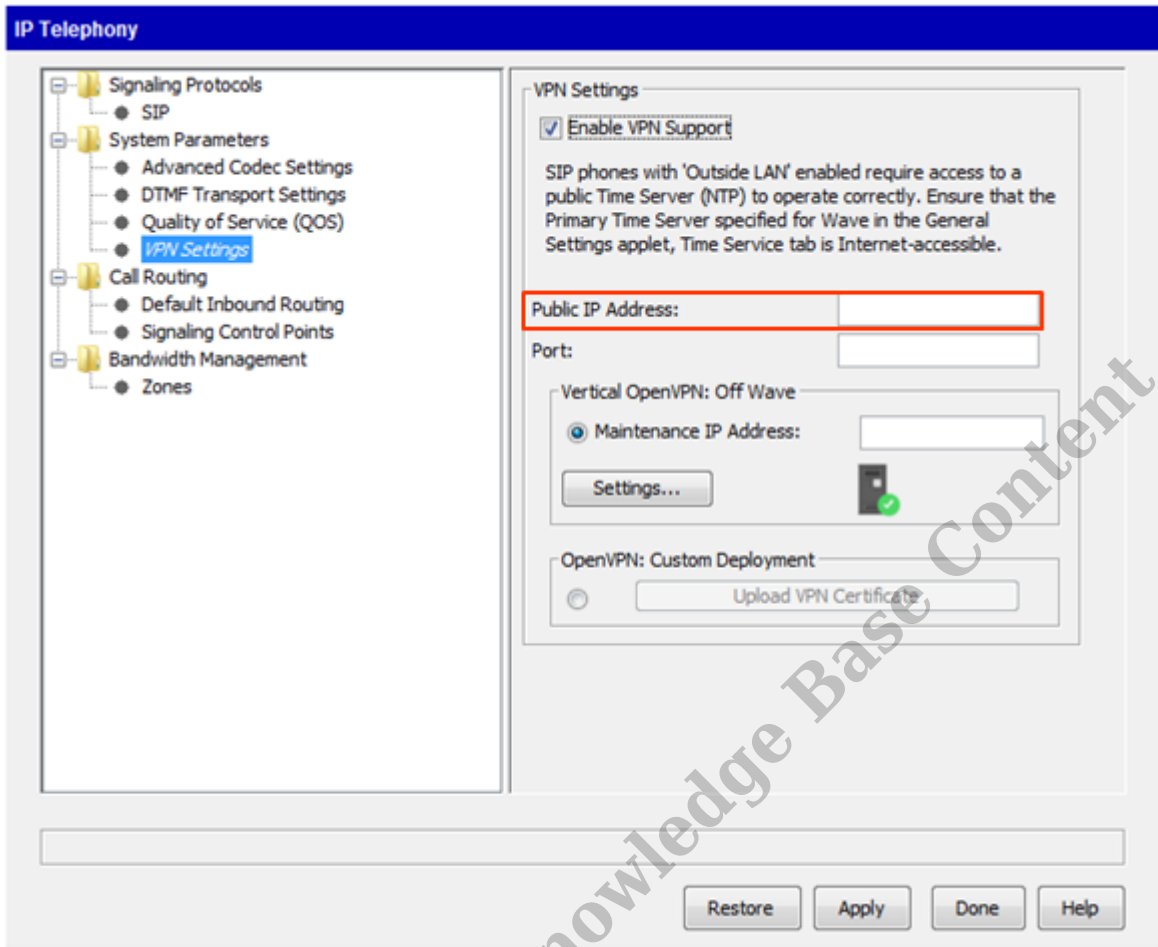 IP Telephony
Signaling Protocols
SIP
System Parameters
Advanced Codec Settings
DTMF Transport Settings
Quality of Service (QOS)
VPN Settings
Call Routing
Default Inbound Routing
Signaling Control Points
Bandwidth Management
Zones
VPN Settings
Enable VPN Support
SIP phones with 'Outside LAN' enabled require access to a
public Time Server (NTP) to operate correctly. Ensure that the
Primary Time Server specified for Wave in the General
Settings applet, Time Service tab is Internet-accessible.
Public IP Address:
Port:
Vertical OpenVPN: Off Wave
Maintenance IP Address:
Settings...
OpenVPN: Custom Deployment
Upload VPN Certificate
Restore
Apply
Done
Help
Base Content